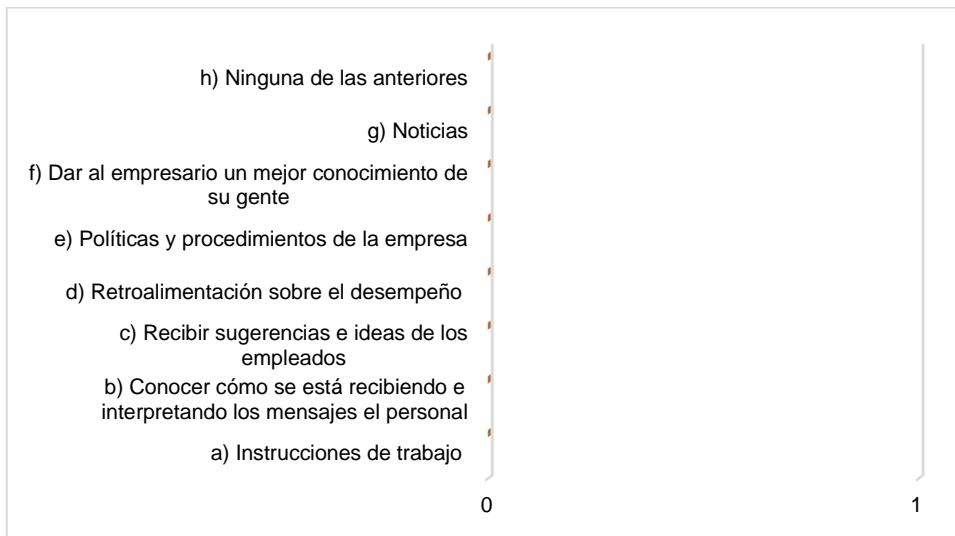 h) Ninguna de las anteriores
g) Noticias
f) Dar al empresario un mejor conocimiento de
su gente
e) Políticas y procedimientos de la empresa
d) Retroalimentación sobre el desempeño
c) Recibir sugerencias e ideas de los
empleados
b) Conocer cómo se está recibiendo e
interpretando los mensajes el personal
a) Instrucciones de trabajo
0 1